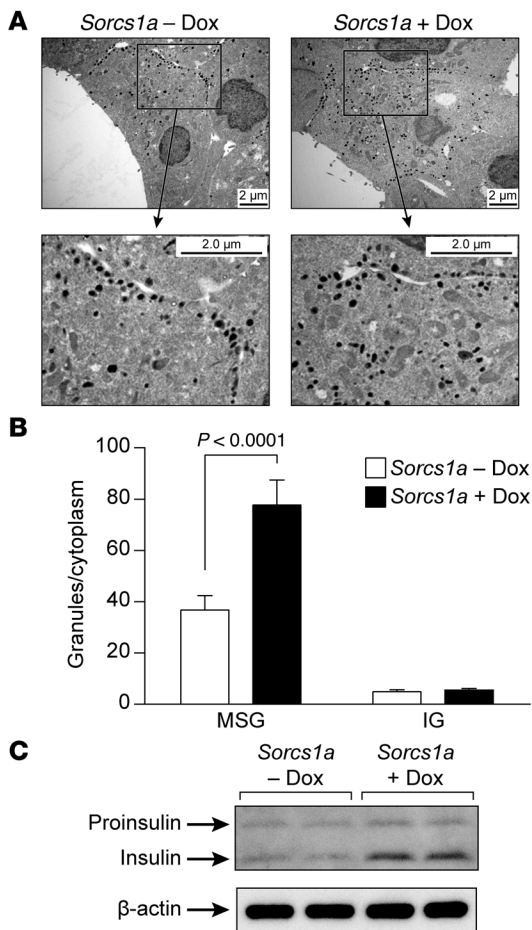 A
Sorcs1a – Dox
Sorcs1a + Dox
2 µm
2 µm
2.0 µm
2.0 µm
B
P < 0.0001
Granules/cytoplasm
100
80
60
40
20
0
Sorcs1a – Dox
Sorcs1a + Dox
MSG
IG
C
Sorcs1a
– Dox
Sorcs1a
+ Dox
Proinsulin
Insulin
β-actin